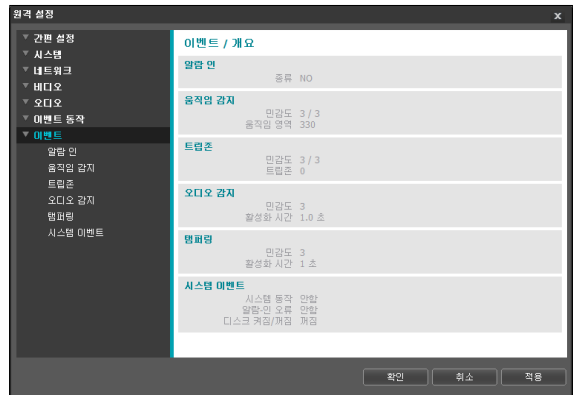 원격 설정
x
간편 설정
시스템
네트워크
비디오
오디오
이벤트 동작
이벤트
알람 인
움직임 감지
트립존
오디오 감지
탬퍼링
시스템 이벤트
이벤트 / 개요
알람 인
종류 NO
움직임 감지
민감도 3 / 3
움직임 영역 330
트립존
민감도 3 / 3
트립존 0
오디오 감지
민감도 3
활성화 시간 1.0 초
탬퍼링
민감도 3
활성화 시간 1 초
시스템 이벤트
시스템 동작 안함
알람-인 오류 안함
디스크 켜짐/꺼짐 꺼짐
확인
취소
적용